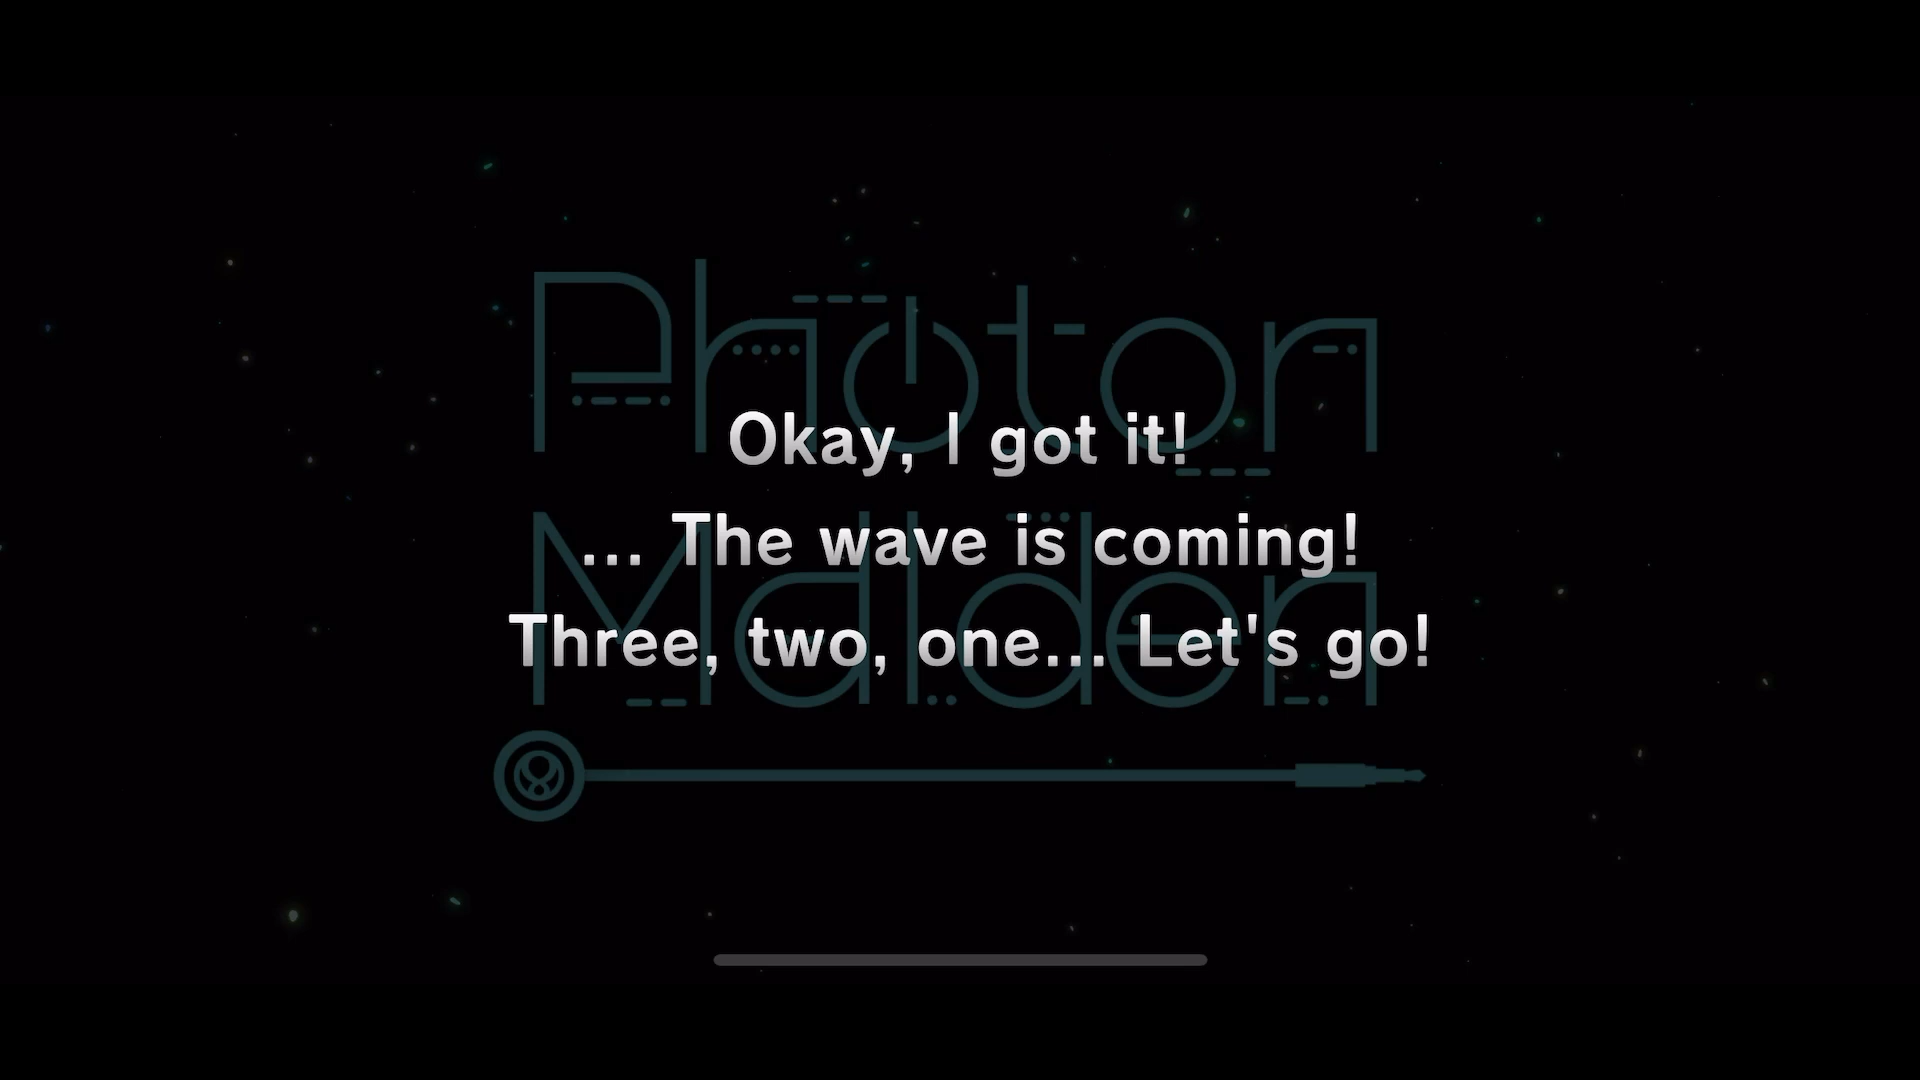 Photon
Maiden
Okay, I got it!
... The wave is coming!
Three, two, one... Let's go!